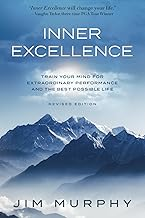 "Inner Excellence will change your life."
Vaughn Taylor three time PGA Tour Winner
INNER
EXCELLENCE
TRAIN YOUR MIND FOR
EXTRAORDINARY PERFORMANCE
AND THE BEST POSSIBLE LIFE
REVISED EDITION
JIM MURPHY